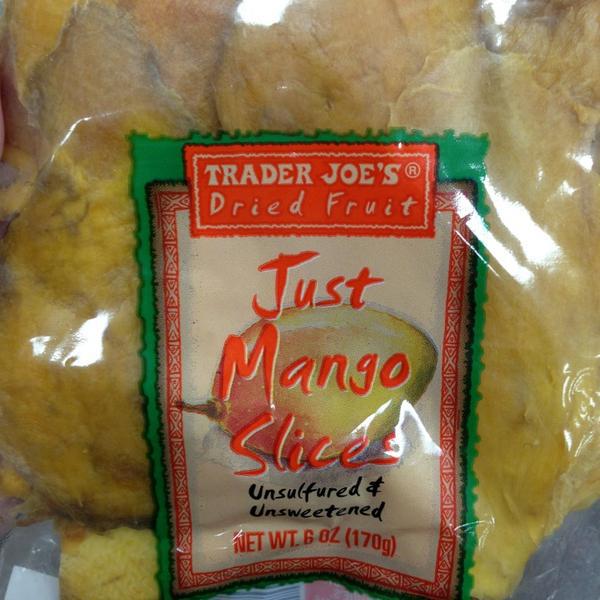 TRADER JOE'S®
Dried Fruit
Just
Mango
Slices
Unsulfured &
Unsweetened
NET WT. 6 OZ (170g)